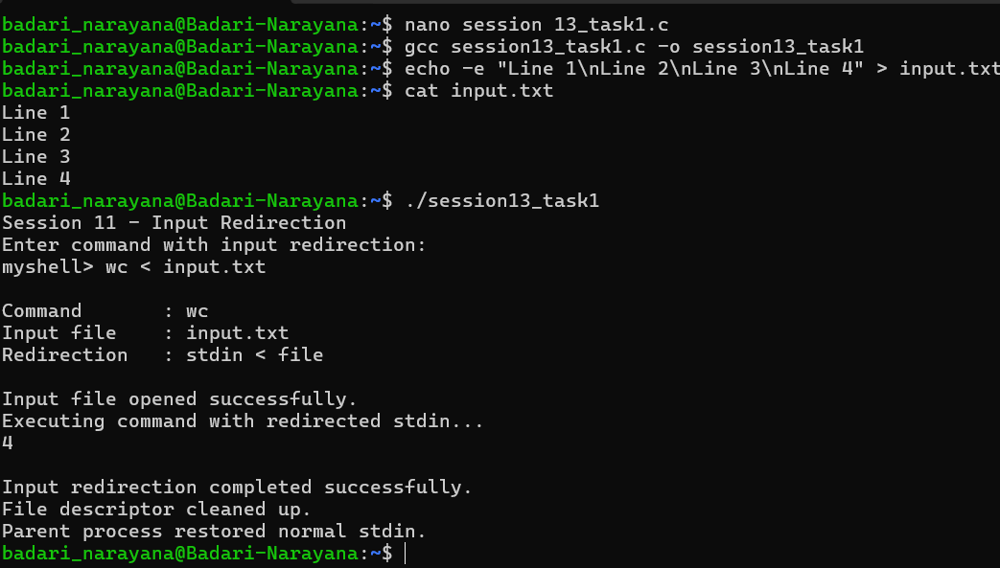 badari_narayana@Badari-Narayana:~$ nano session 13_task1.c
badari_narayana@Badari-Narayana:~$ gcc session13_task1.c -o session13_task1
badari_narayana@Badari-Narayana:~$ echo -e "Line 1\nLine 2\nLine 3\nLine 4" > input.txt
badari_narayana@Badari-Narayana:~$ cat input.txt
Line 1
Line 2
Line 3
Line 4
badari_narayana@Badari-Narayana:~$ ./session13_task1
Session 11 - Input Redirection
Enter command with input redirection:
myshell> wc < input.txt

Command       : wc
Input file    : input.txt
Redirection   : stdin < file

Input file opened successfully.
Executing command with redirected stdin...
4

Input redirection completed successfully.
File descriptor cleaned up.
Parent process restored normal stdin.
badari_narayana@Badari-Narayana:~$